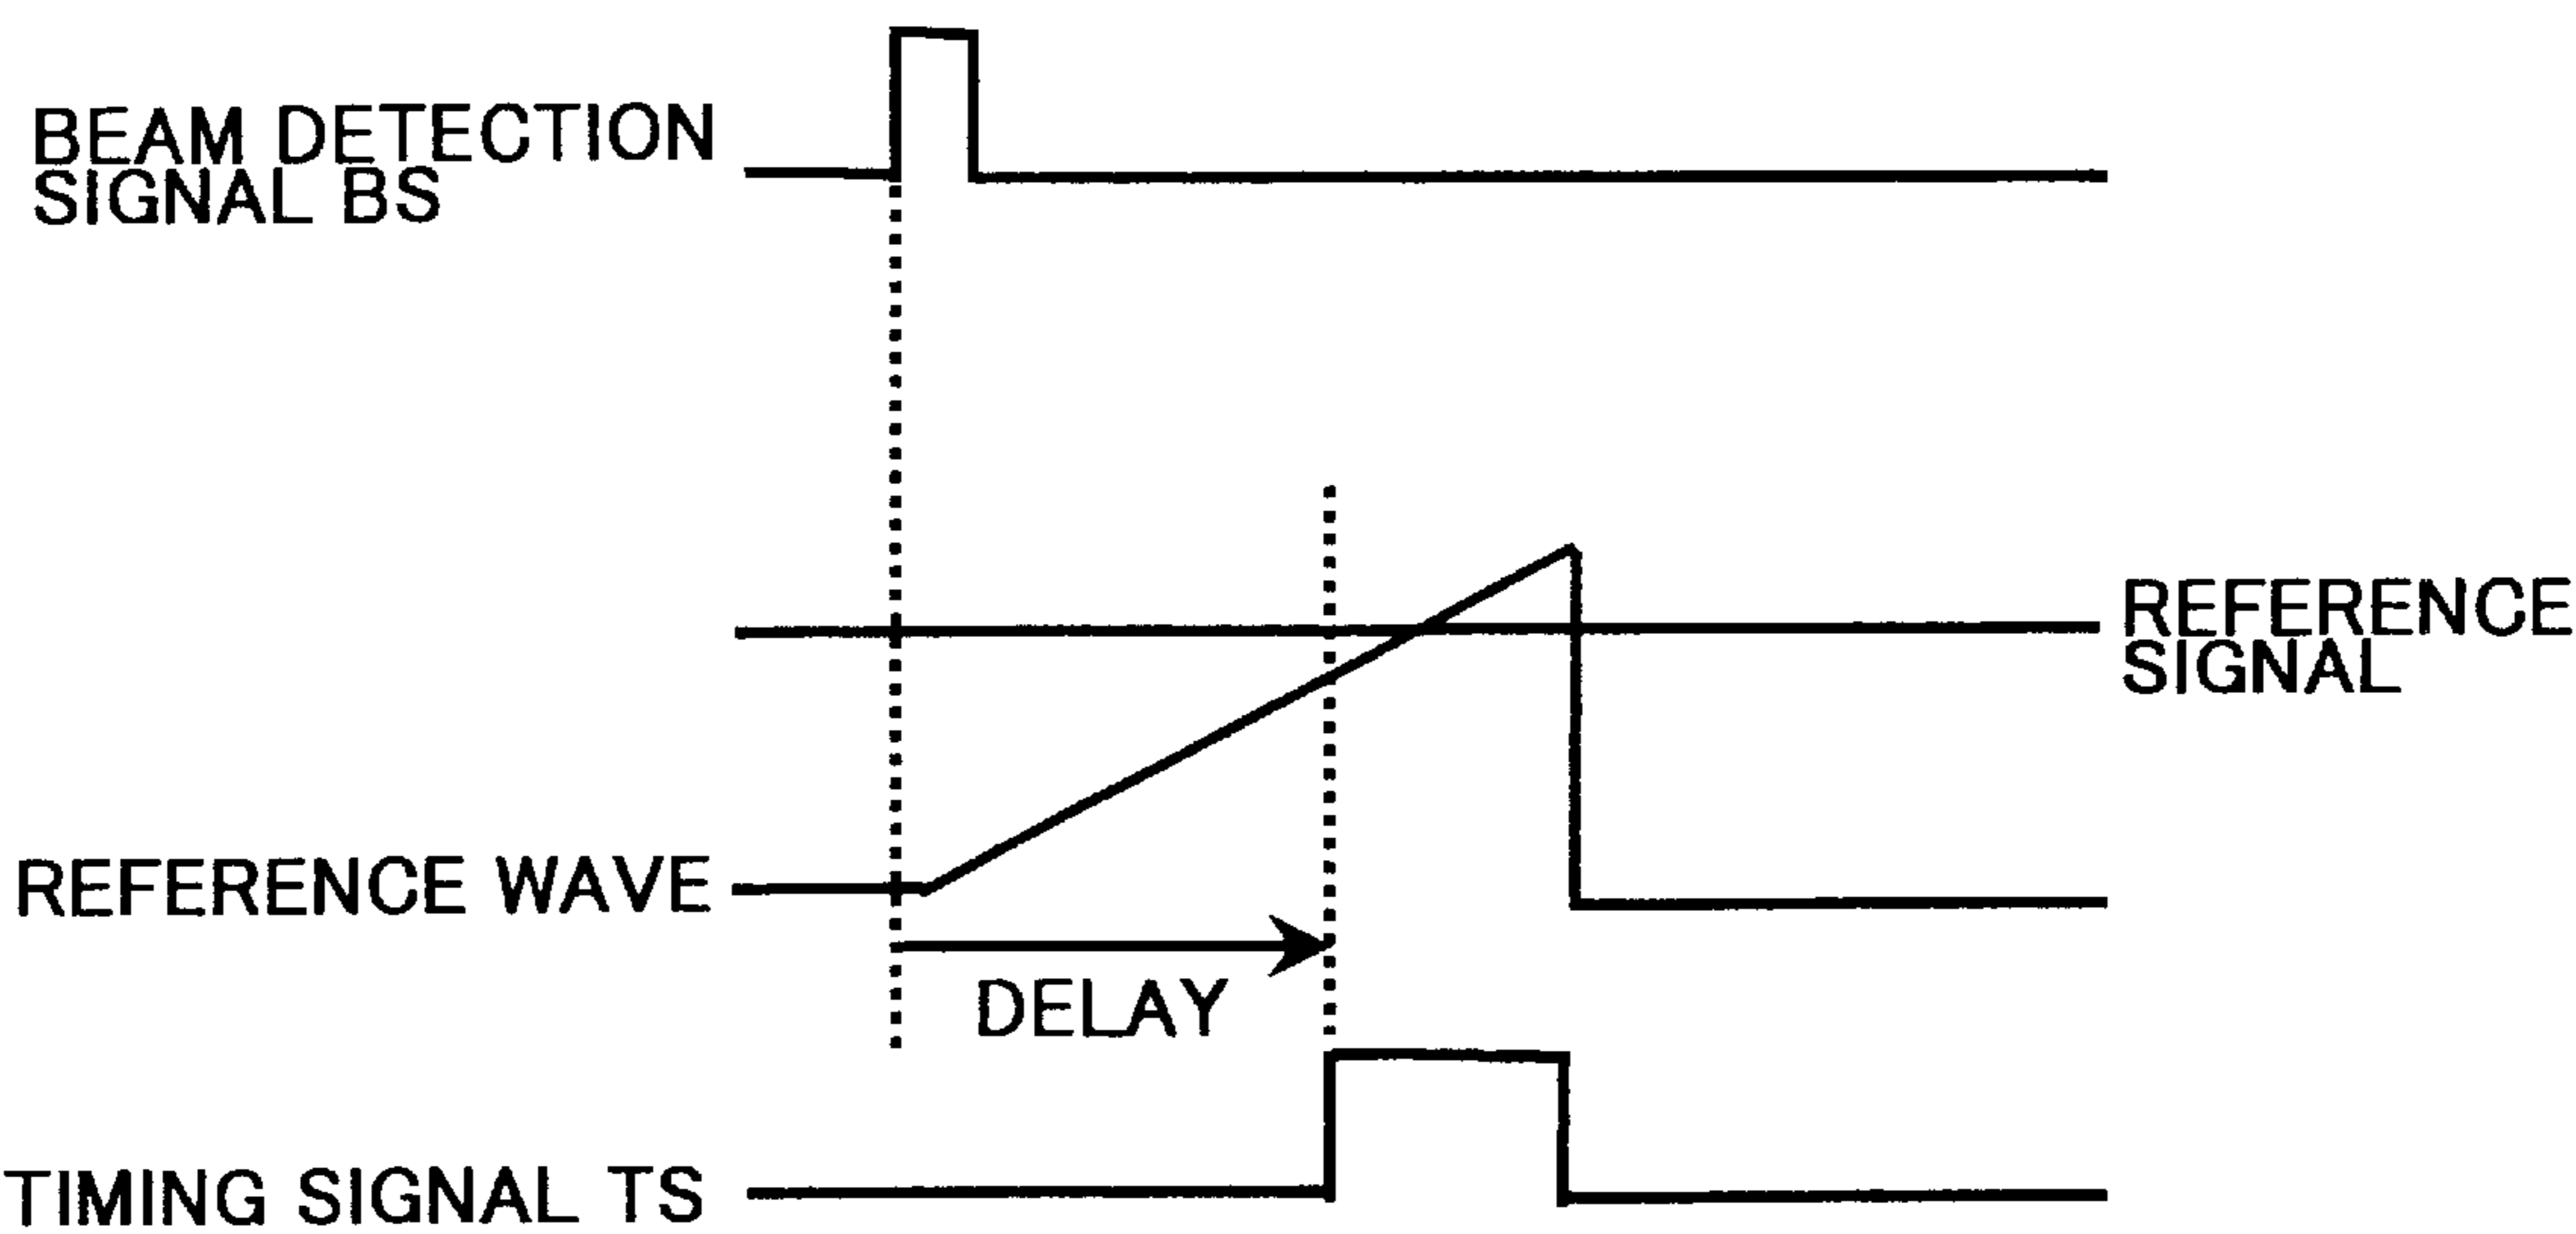 BEAM DETECTION
SIGNAL BS
REFERENCE
SIGNAL
REFERENCE WAVE
DELAY
TIMING SIGNAL TS